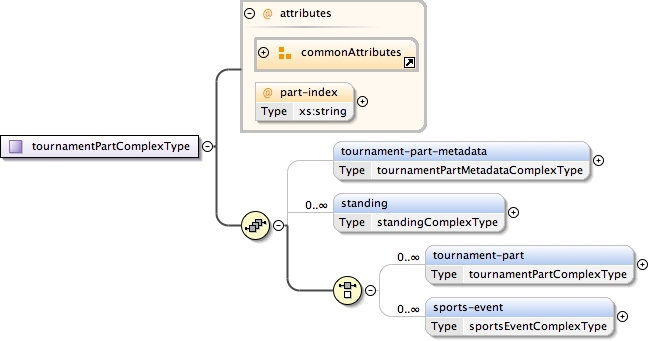 @ attributes
commonAttributes
@ part-index
Type xs:string
tournamentPartComplexType
tournament-part-metadata
Type tournamentPartMetadataComplexType
0..∞ standing
Type standingComplexType
0..∞ tournament-part
Type tournamentPartComplexType
0..∞ sports-event
Type sportsEventComplexType